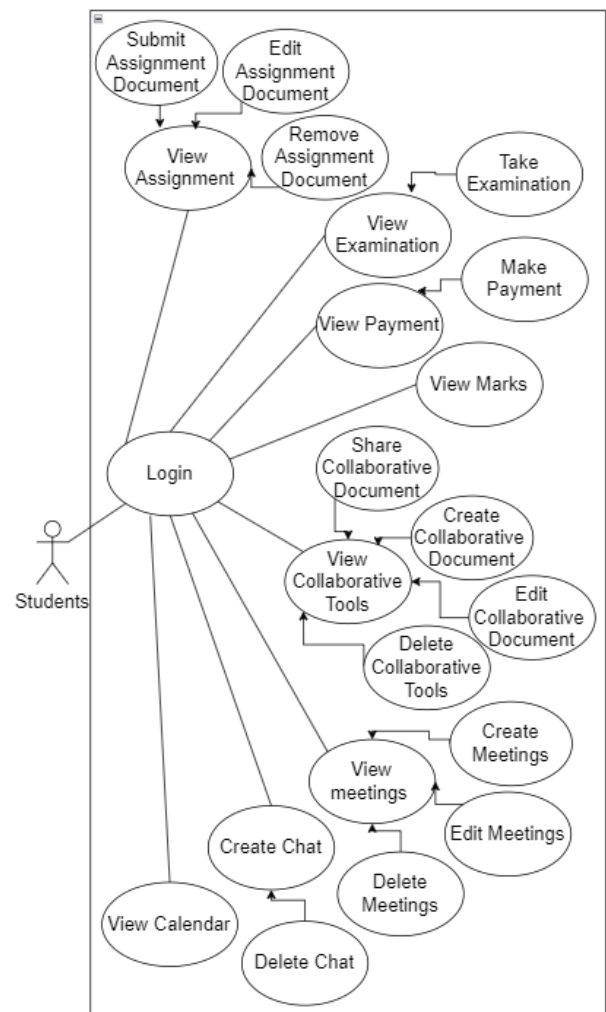 Submit
Assignment
Document
Edit
Assignment
Document
View
Assignment
Remove
Assignment
Document
Take
Examination
View
Examination
Make
Payment
View Payment
View Marks
Login
Share
Collaborative
Document
Create
Collaborative
Document
Students
View
Collaborative
Tools
Edit
Collaborative
Document
Delete
Collaborative
Tools
Create
Meetings
View
meetings
Edit Meetings
Create Chat
Delete
Meetings
View Calendar
Delete Chat